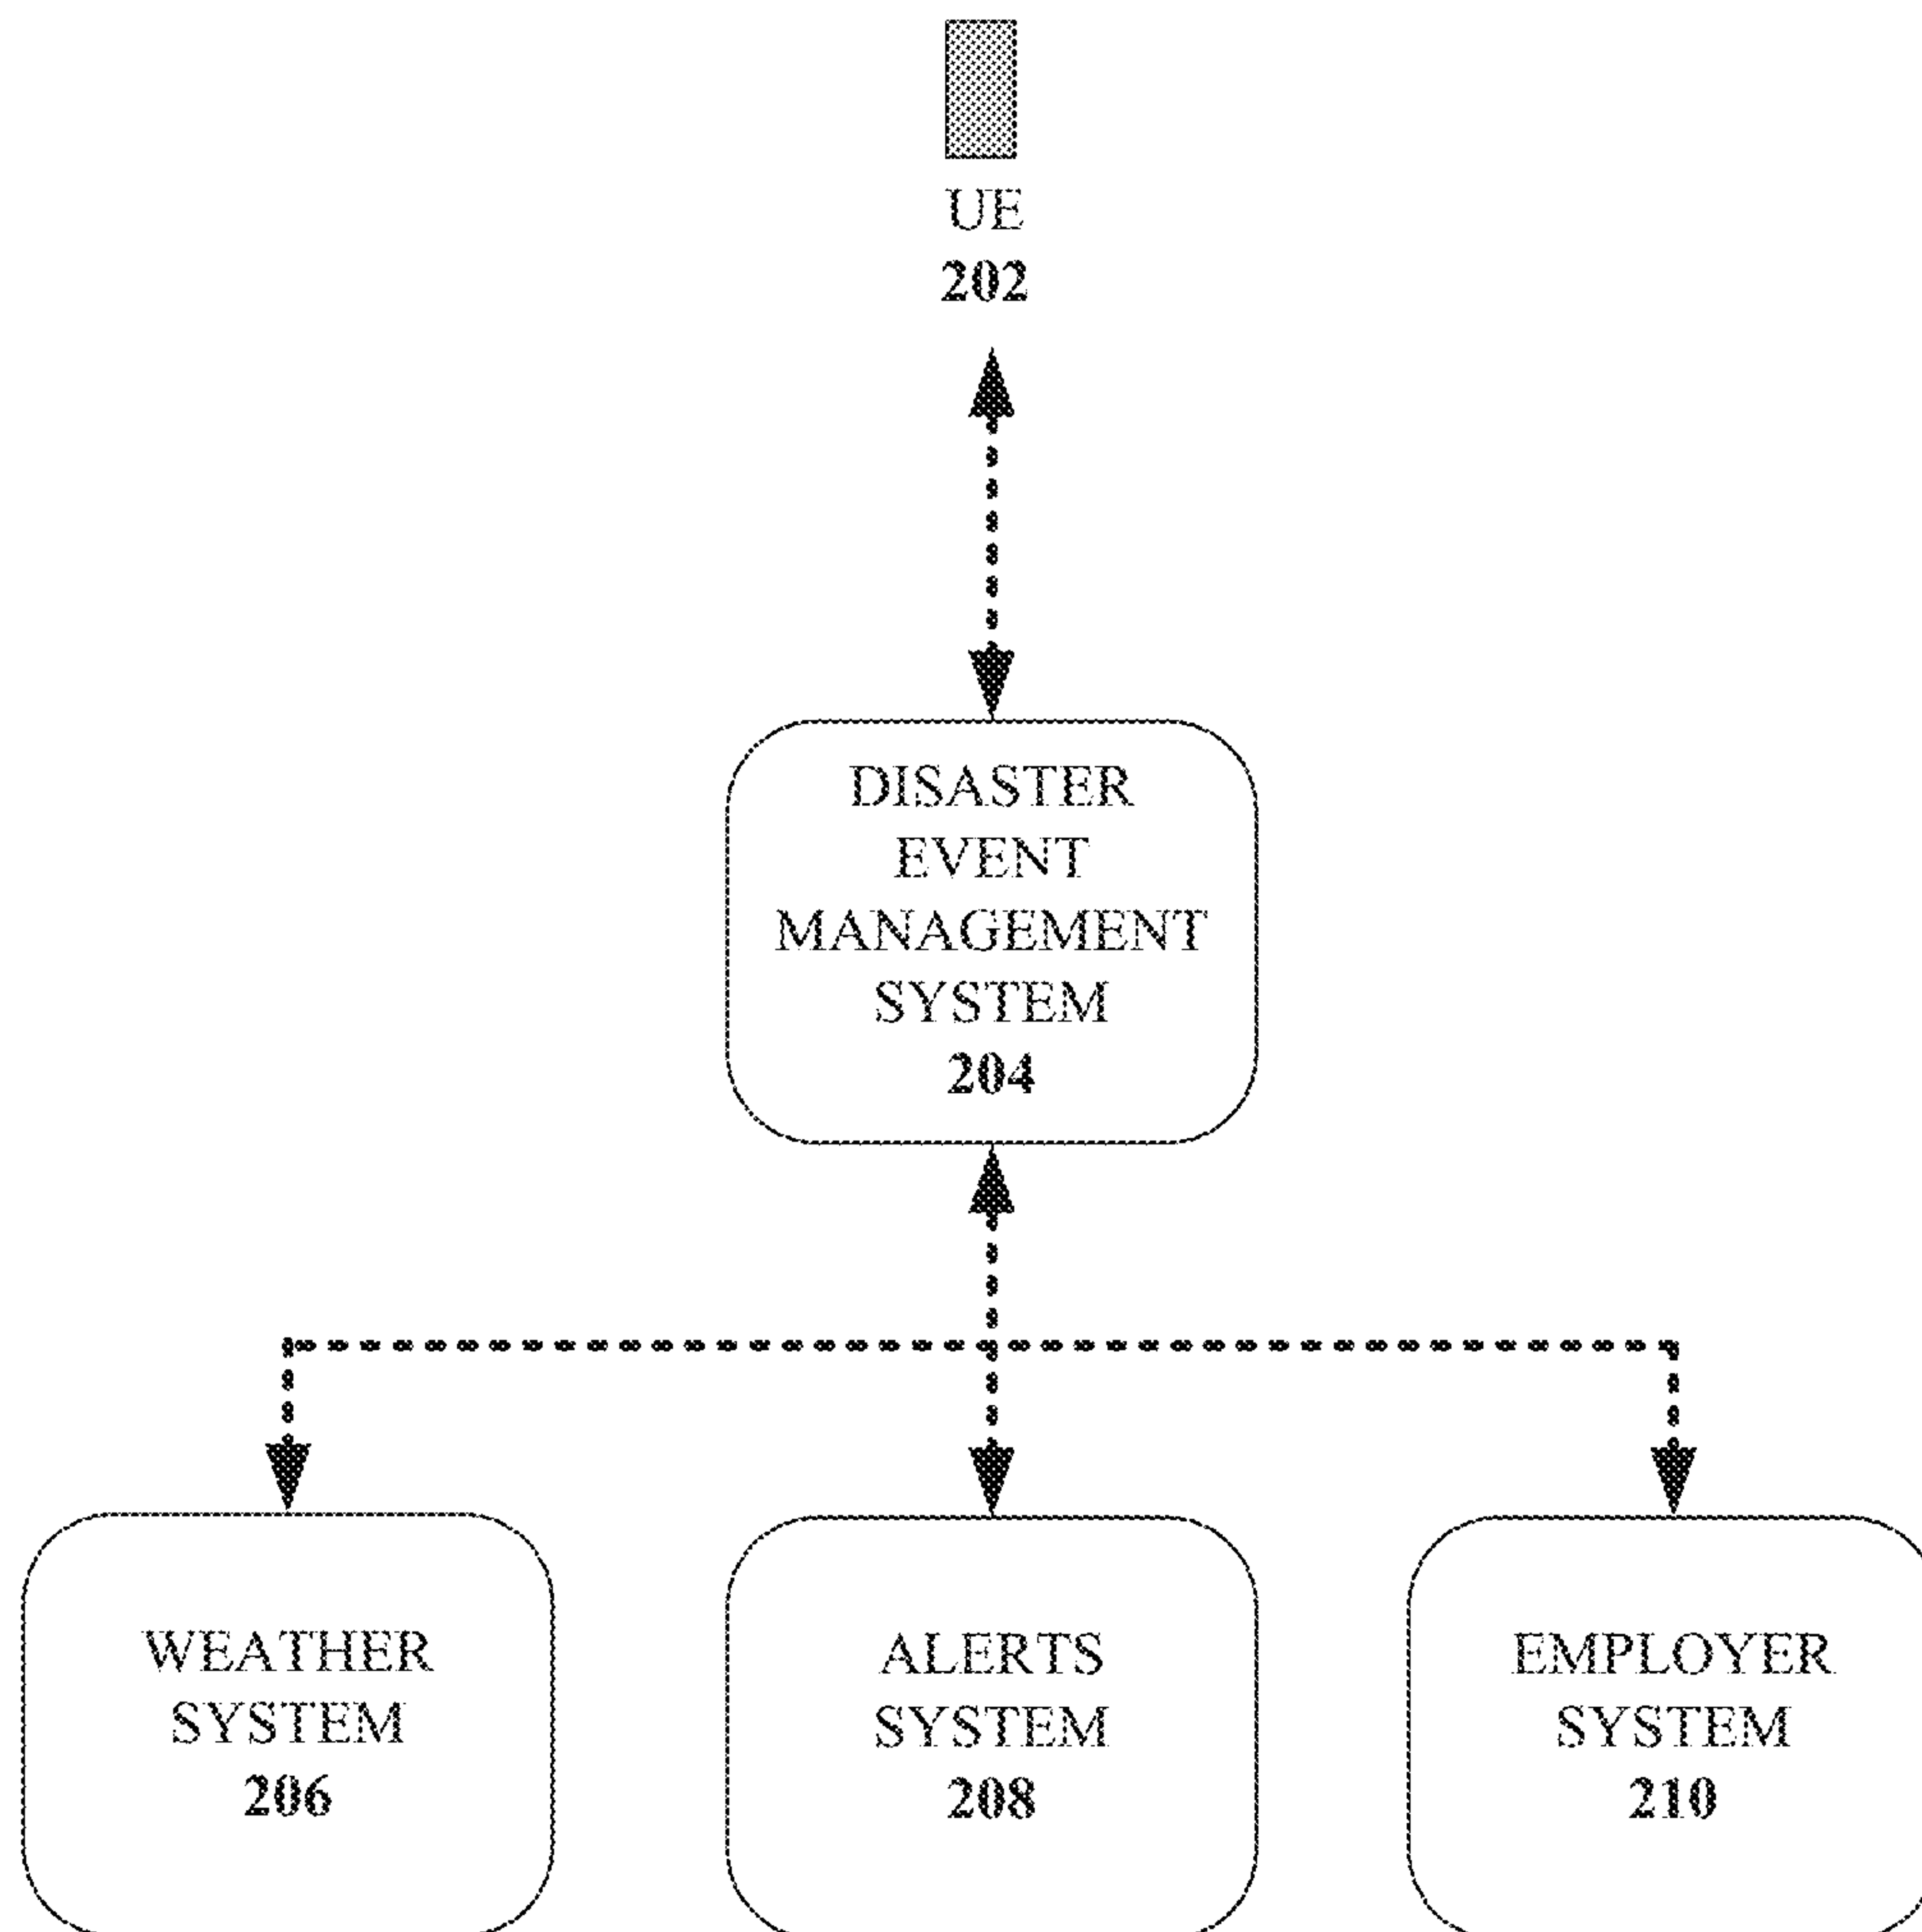 UE
202
DISASTER
EVENT
MANAGEMENT
SYSTEM
204
WEATHER
SYSTEM
206
ALERTS
SYSTEM
208
EMPLOYER
SYSTEM
210